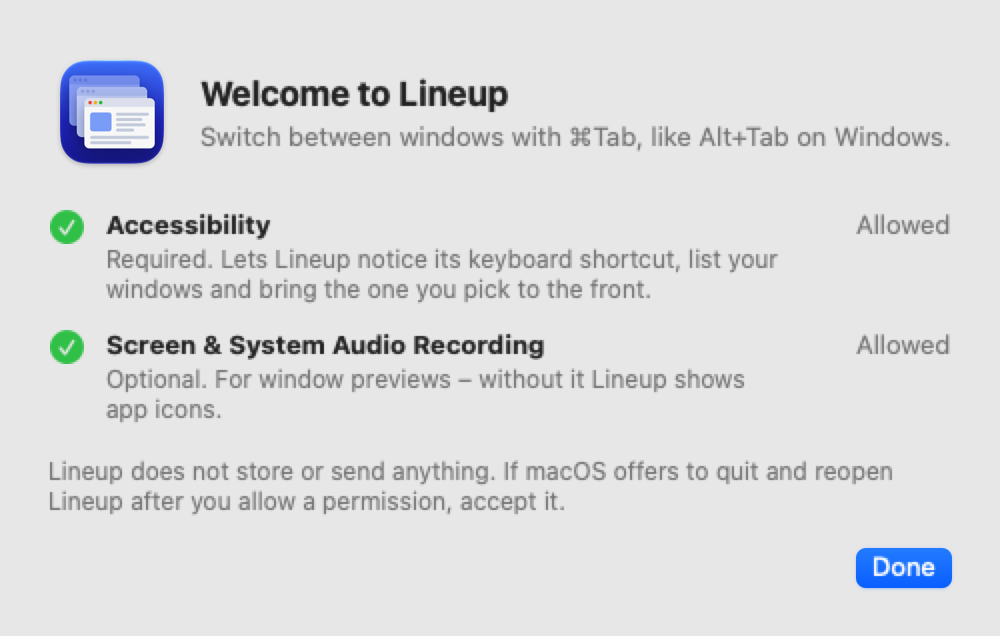 Welcome to Lineup
Switch between windows with ⌘Tab, like Alt+Tab on Windows.
Accessibility
Allowed
Required. Lets Lineup notice its keyboard shortcut, list your
windows and bring the one you pick to the front.
Screen & System Audio Recording
Allowed
Optional. For window previews – without it Lineup shows
app icons.
Lineup does not store or send anything. If macOS offers to quit and reopen
Lineup after you allow a permission, accept it.
Done